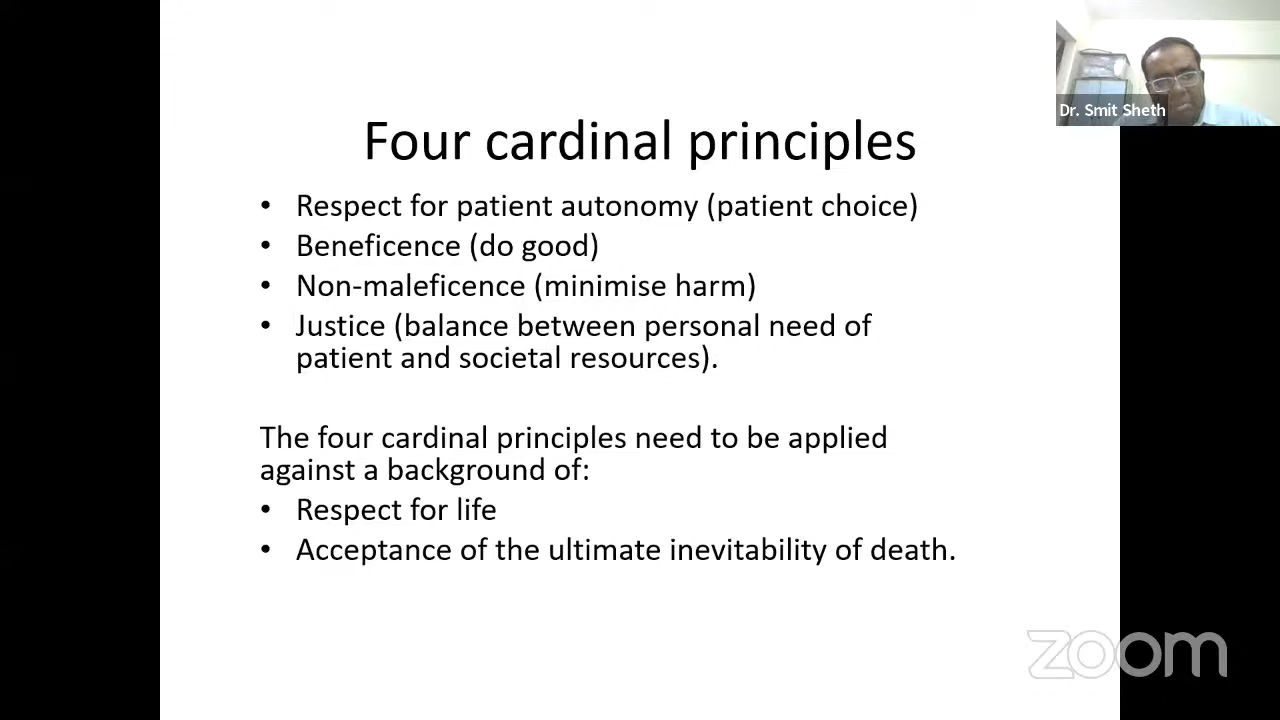 Dr. Smit Sheth
Four cardinal principles
• Respect for patient autonomy (patient choice)
• Beneficence (do good)
• Non-maleficence (minimise harm)
• Justice (balance between personal need of
patient and societal resources).
The four cardinal principles need to be applied
against a background of:
• Respect for life
• Acceptance of the ultimate inevitability of death.
zoom